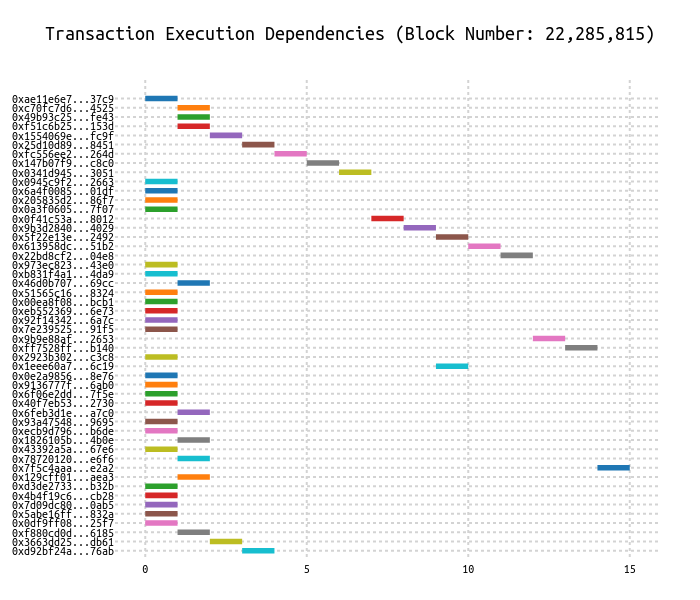 Transaction Execution Dependencies (Block Number: 22,285,815)
0xae11e6e7...37c9
0xc70fc7d6...4525
0x49b93c25...fe43
0xf51c6b25...153d
0x1554069e...fc9f
0x25d10d89...8451
0xfc556ee2...264d
0x147b07f9...c8c0
0x0341d945...3051
0x0945c9f2...2663
0x6a4f0085...01df
0x205835d2...86f7
0x0a3f0605...7f07
0x0f41c53a...8012
0x9b3d2840...4029
0x5f22e13e...2492
0x613958dc...51b2
0x22bd8cf2...04e8
0x973ec823...43e0
0xb831f4a1...4da9
0x46d0b707...69cc
0x51565c16...8324
0x00ea8f08...bcb1
0xeb552369...6e73
0x92f14342...6a7c
0x7e239525...91f5
0x9b9e88af...2653
0xff7528ff...b140
0x2923b302...c3c8
0x1eee60a7...6c19
0x0e2a9856...8e76
0x9136777f...6ab0
0x6f06e2dd...7f5e
0x40f7eb53...2730
0x6feb3d1e...a7c0
0x93a47548...9695
0xecb9d796...b6de
0x1826105b...4b0e
0x43392a5a...67e6
0x78720120...e6f6
0x7f5c4aaa...e2a2
0x129cff01...aea3
0xd3de2733...b32b
0x4b4f19c6...cb28
0x7d09dc80...0ab5
0x5abe16ff...832a
0x0df9ff08...25f7
0xf880cd0d...6185
0x3663dd25...db61
0xd92bf24a...76ab
0 5 10 15